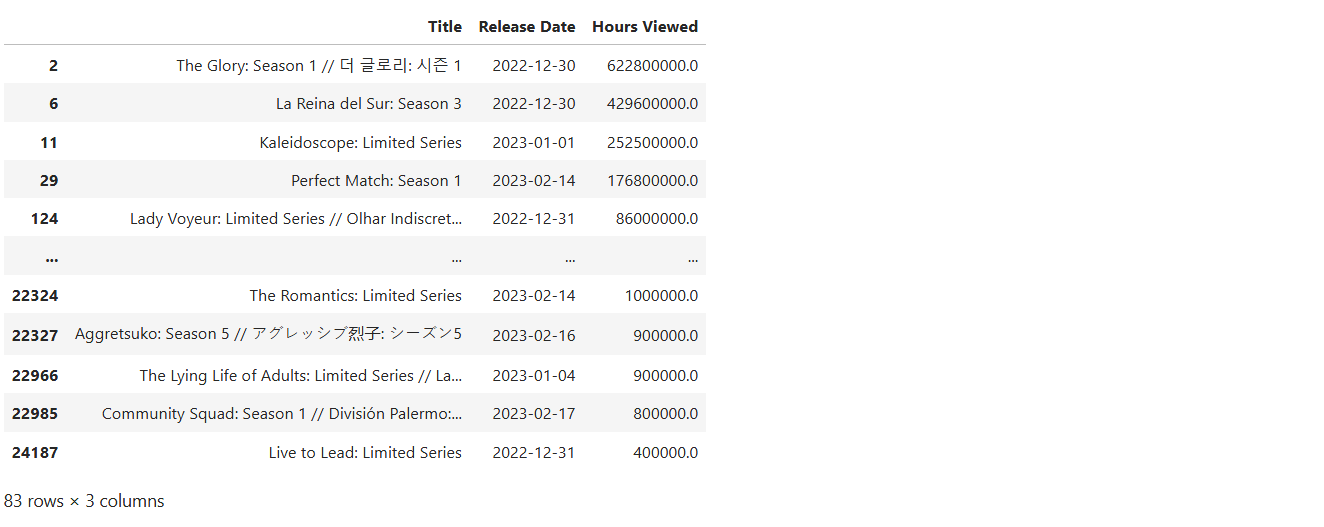 Title Release Date Hours Viewed
2 The Glory: Season 1 // 더 글로리: 시즌 1 2022-12-30 622800000.0
6 La Reina del Sur: Season 3 2022-12-30 429600000.0
11 Kaleidoscope: Limited Series 2023-01-01 252500000.0
29 Perfect Match: Season 1 2023-02-14 176800000.0
124 Lady Voyeur: Limited Series // Olhar Indiscret... 2022-12-31 86000000.0
... ... ... ...
22324 The Romantics: Limited Series 2023-02-14 1000000.0
22327 Aggretsuko: Season 5 // アグレッシブ烈子: シーズン5 2023-02-16 900000.0
22966 The Lying Life of Adults: Limited Series // La... 2023-01-04 900000.0
22985 Community Squad: Season 1 // División Palermo:... 2023-02-17 800000.0
24187 Live to Lead: Limited Series 2022-12-31 400000.0
83 rows × 3 columns